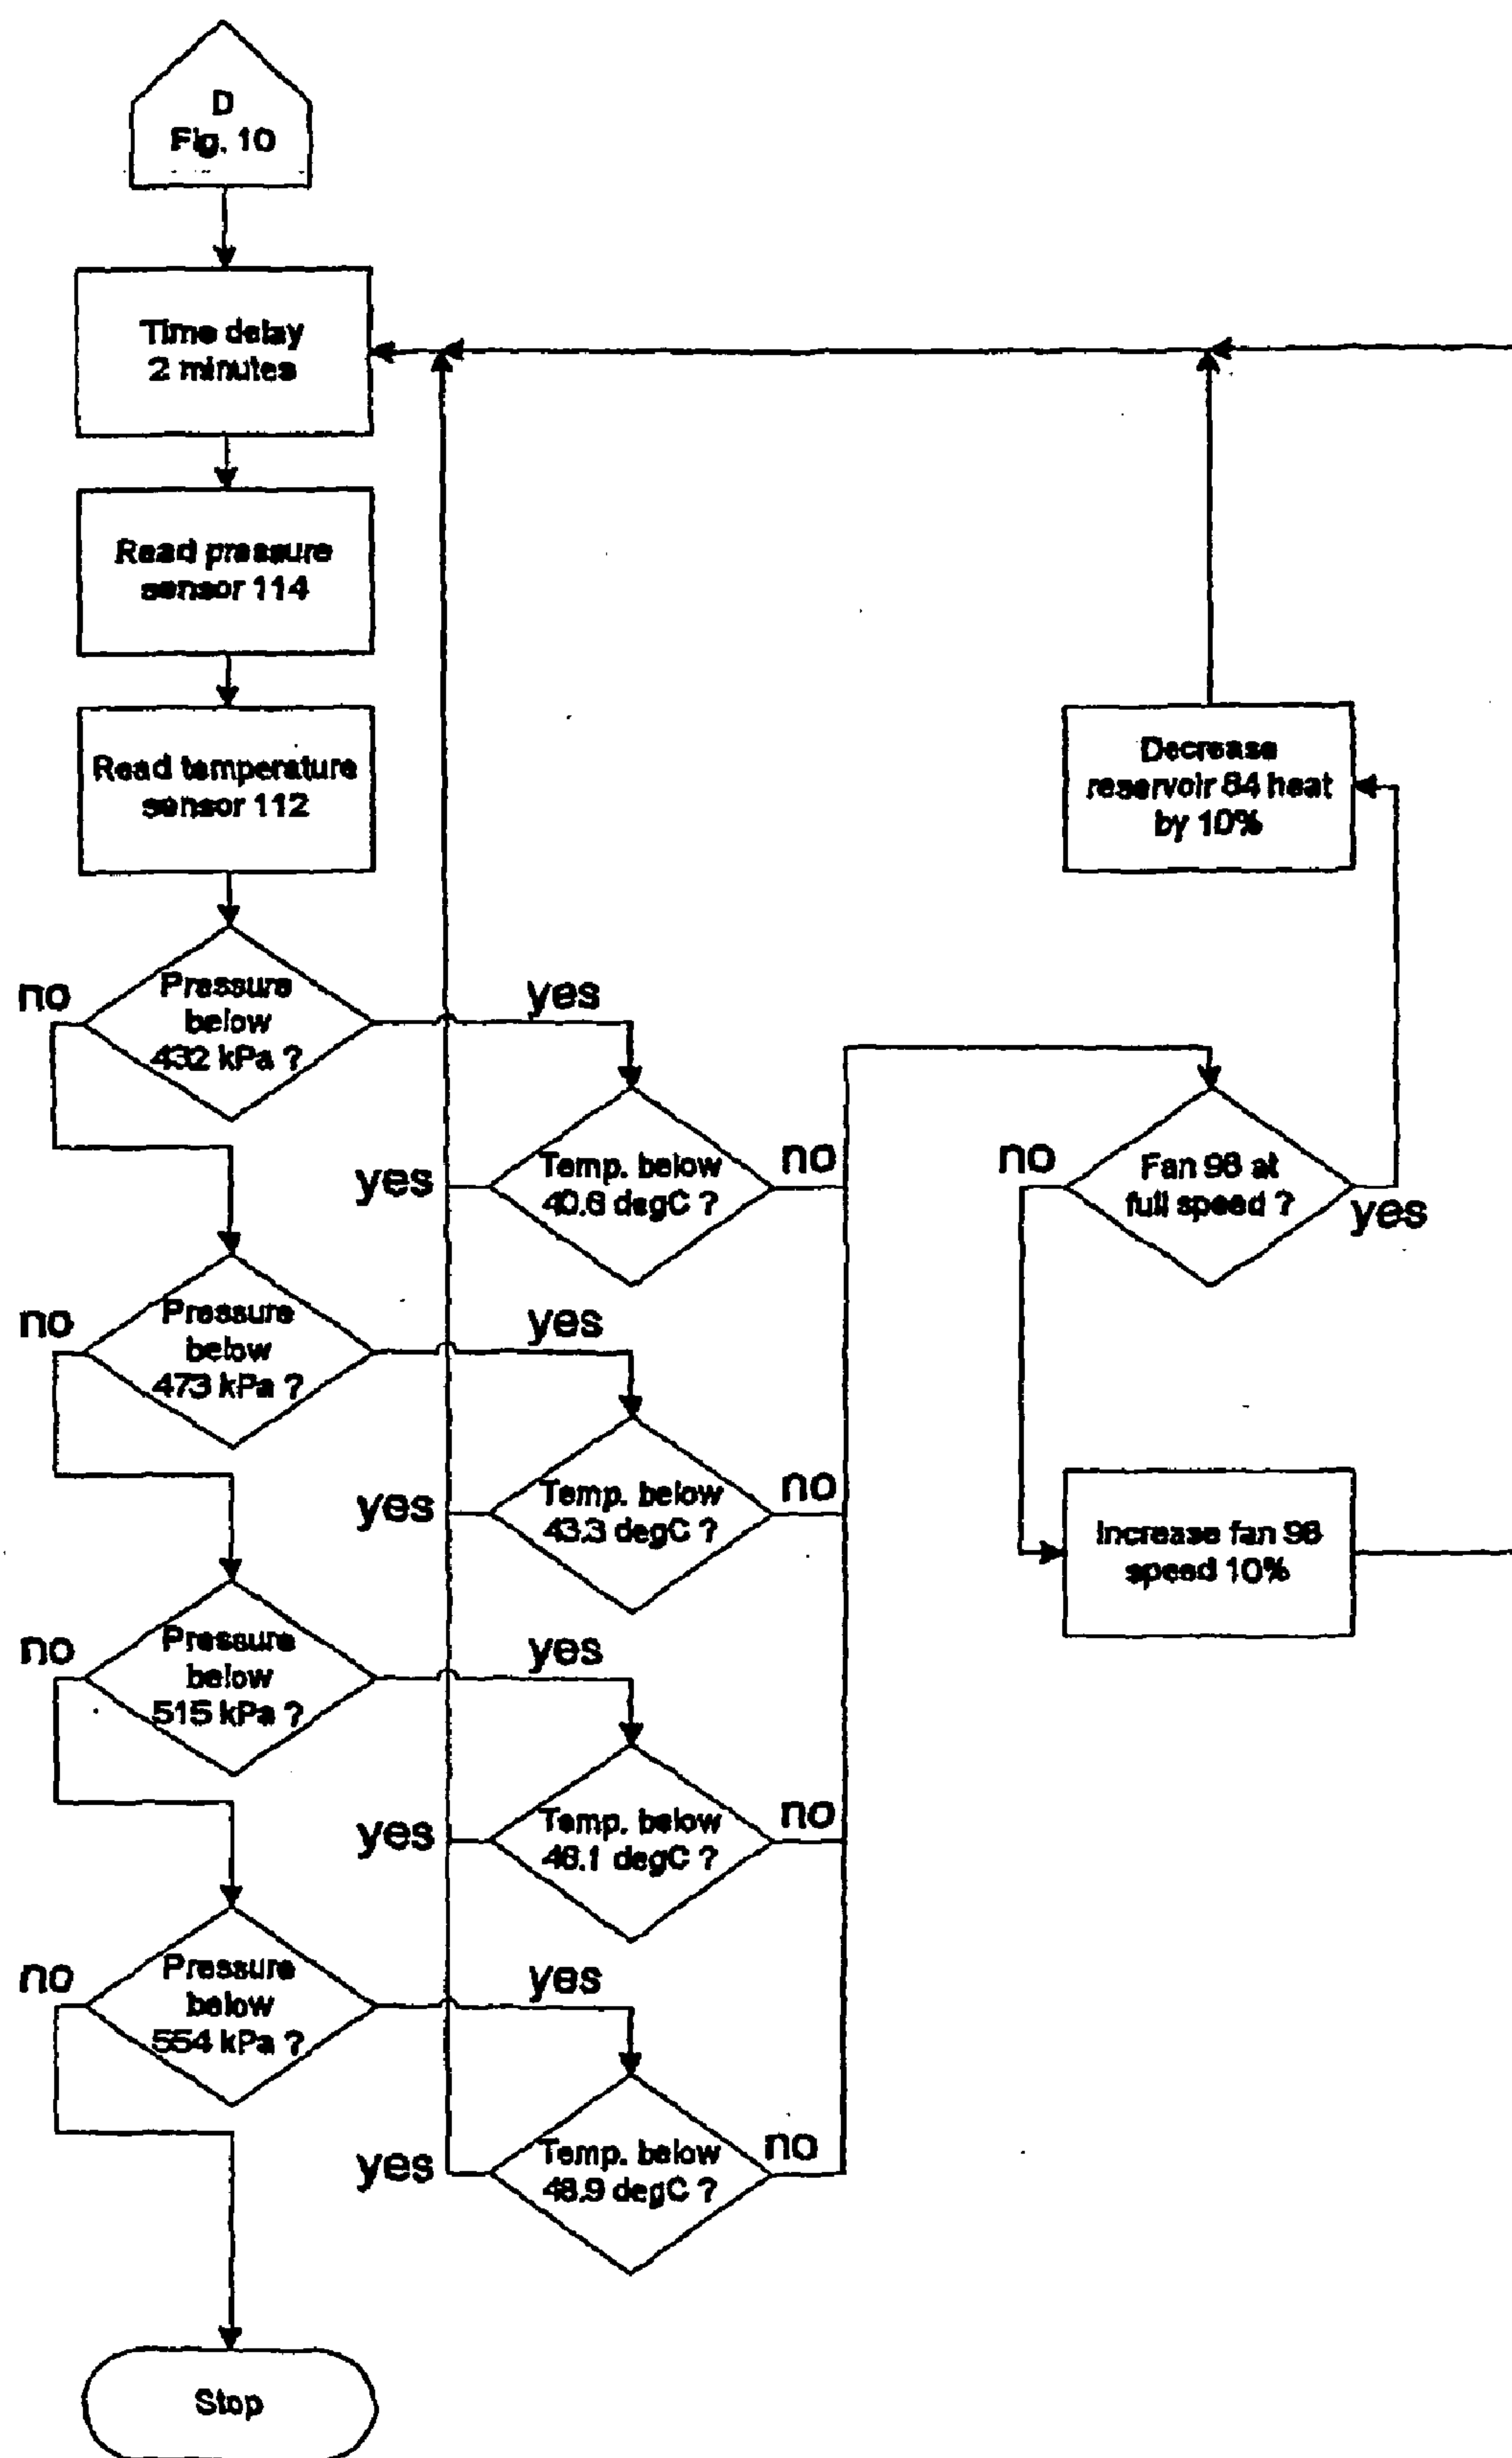 D
Fig. 10
Time delay
2 minutes
Read pressure
sensor 114
Read temperature
sensor 112
no
Pressure
below
432 kPa ?
yes
yes
Temp. below
40.6 degC ?
no
no
Pressure
below
473 kPa ?
yes
yes
Temp. below
43.3 degC ?
no
no
Pressure
below
515 kPa ?
yes
yes
Temp. below
46.1 degC ?
no
no
Pressure
below
554 kPa ?
yes
yes
Temp. below
48.9 degC ?
no
Stop
Decrease
reservoir 84 heat
by 10%
no
Fan 98 at
full speed ?
yes
Increase fan 98
speed 10%